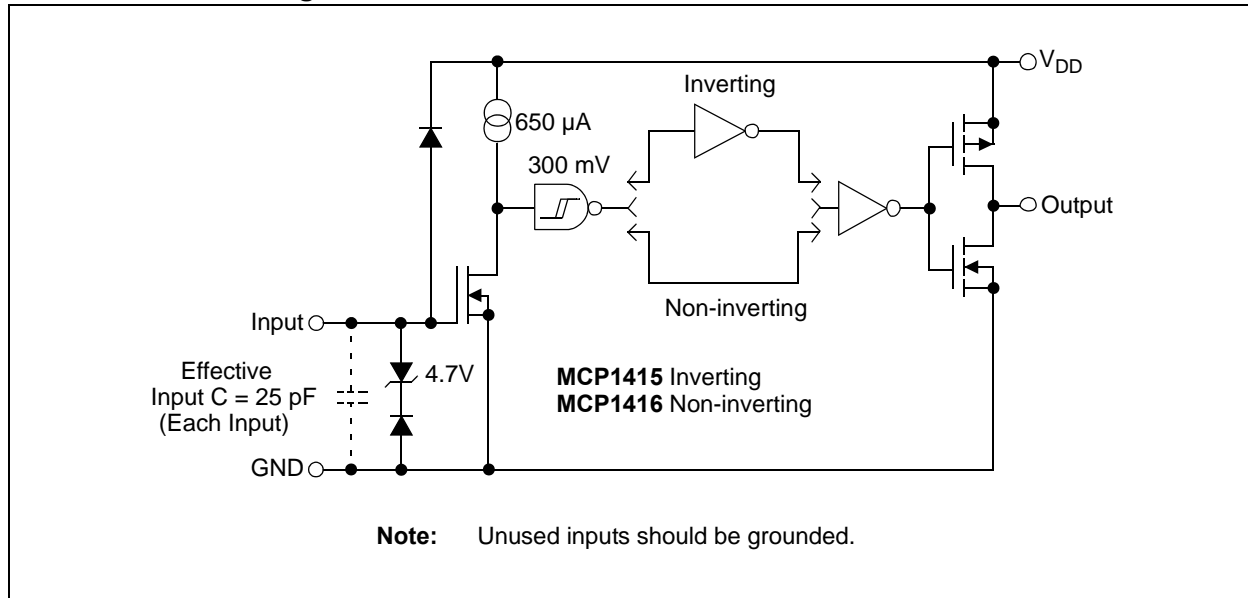 V_DD
Inverting
650 µA
300 mV
Output
Input
Non-inverting
Effective
Input C = 25 pF
(Each Input)
4.7V
MCP1415 Inverting
MCP1416 Non-inverting
GND
Note: Unused inputs should be grounded.